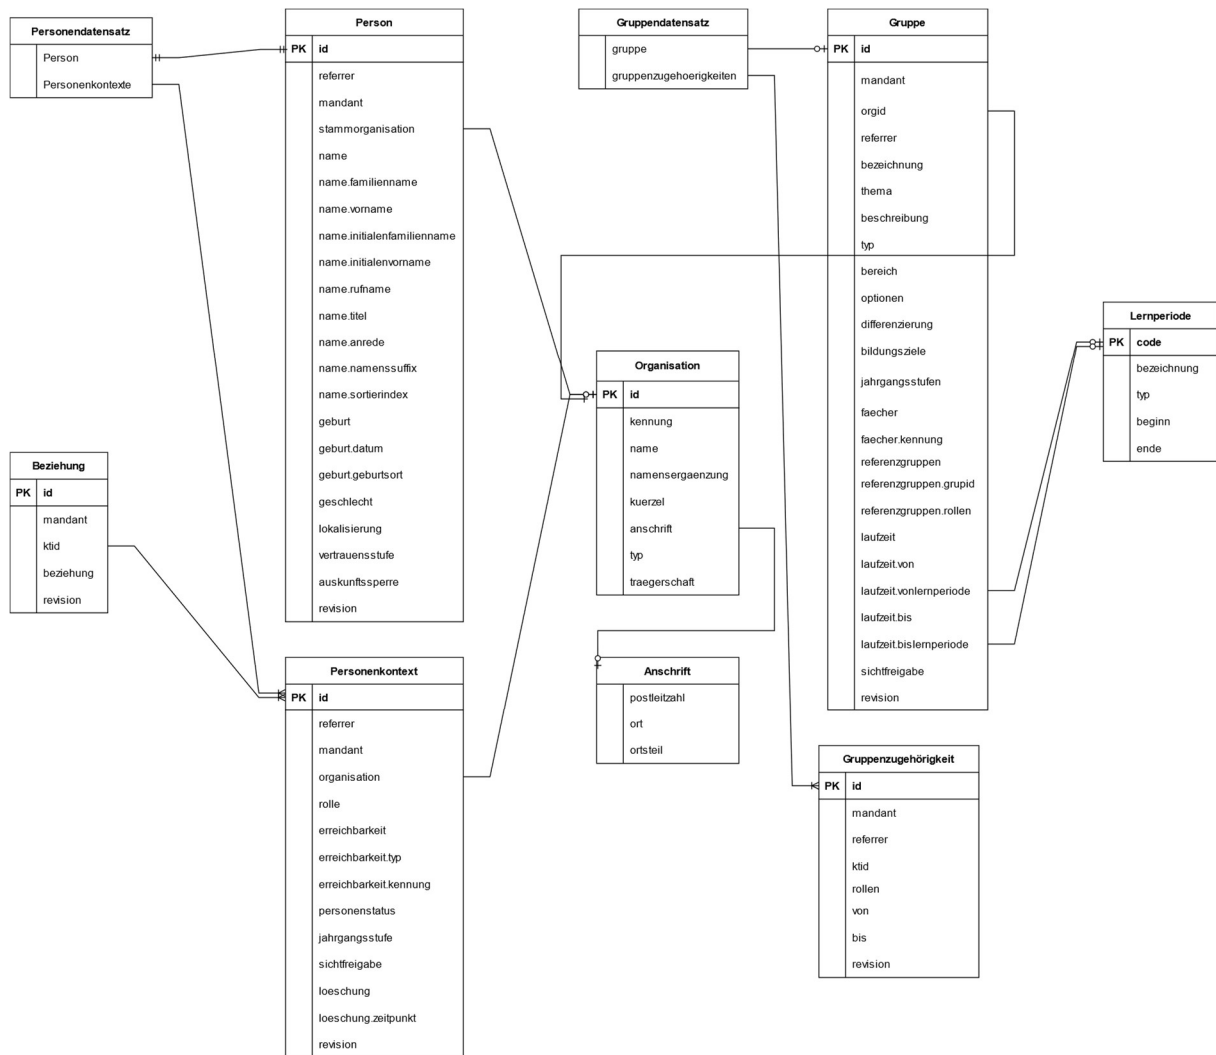 Personendatensatz
Person
Personenkontexte
Person
PK id
referrer
mandant
stammorganisation
name
name.familienname
name.vorname
name.initialenfamilienname
name.initialenvorname
name.rufname
name.titel
name.anrede
name.namenssuffix
name.sortierindex
geburt
geburt.datum
geburt.geburtsort
geschlecht
lokalisierung
vertrauensstufe
auskunftssperre
revision
Gruppendatensatz
gruppe
gruppenzugehoerigkeiten
Gruppe
PK id
mandant
orgid
referrer
bezeichnung
thema
beschreibung
typ
bereich
optionen
differenzierung
bildungsziele
jahrgangsstufen
faecher
faecher.kennung
referenzgruppen
referenzgruppen.grupid
referenzgruppen.rollen
laufzeit
laufzeit.von
laufzeit.vonlernperiode
laufzeit.bis
laufzeit.bislernperiode
sichtfreigabe
revision
Lernperiode
PK code
bezeichnung
typ
beginn
ende
Organisation
PK id
kennung
name
namensergaenzung
kuerzel
anschrift
typ
traegerschaft
Beziehung
PK id
mandant
ktid
beziehung
revision
Personenkontext
PK id
referrer
mandant
organisation
rolle
erreichbarkeit
erreichbarkeit.typ
erreichbarkeit.kennung
personenstatus
jahrgangsstufe
sichtfreigabe
loeschung
loeschung.zeitpunkt
revision
Anschrift
postleitzahl
ort
ortsteil
Gruppenzugehörigkeit
PK id
mandant
referrer
ktid
rollen
von
bis
revision